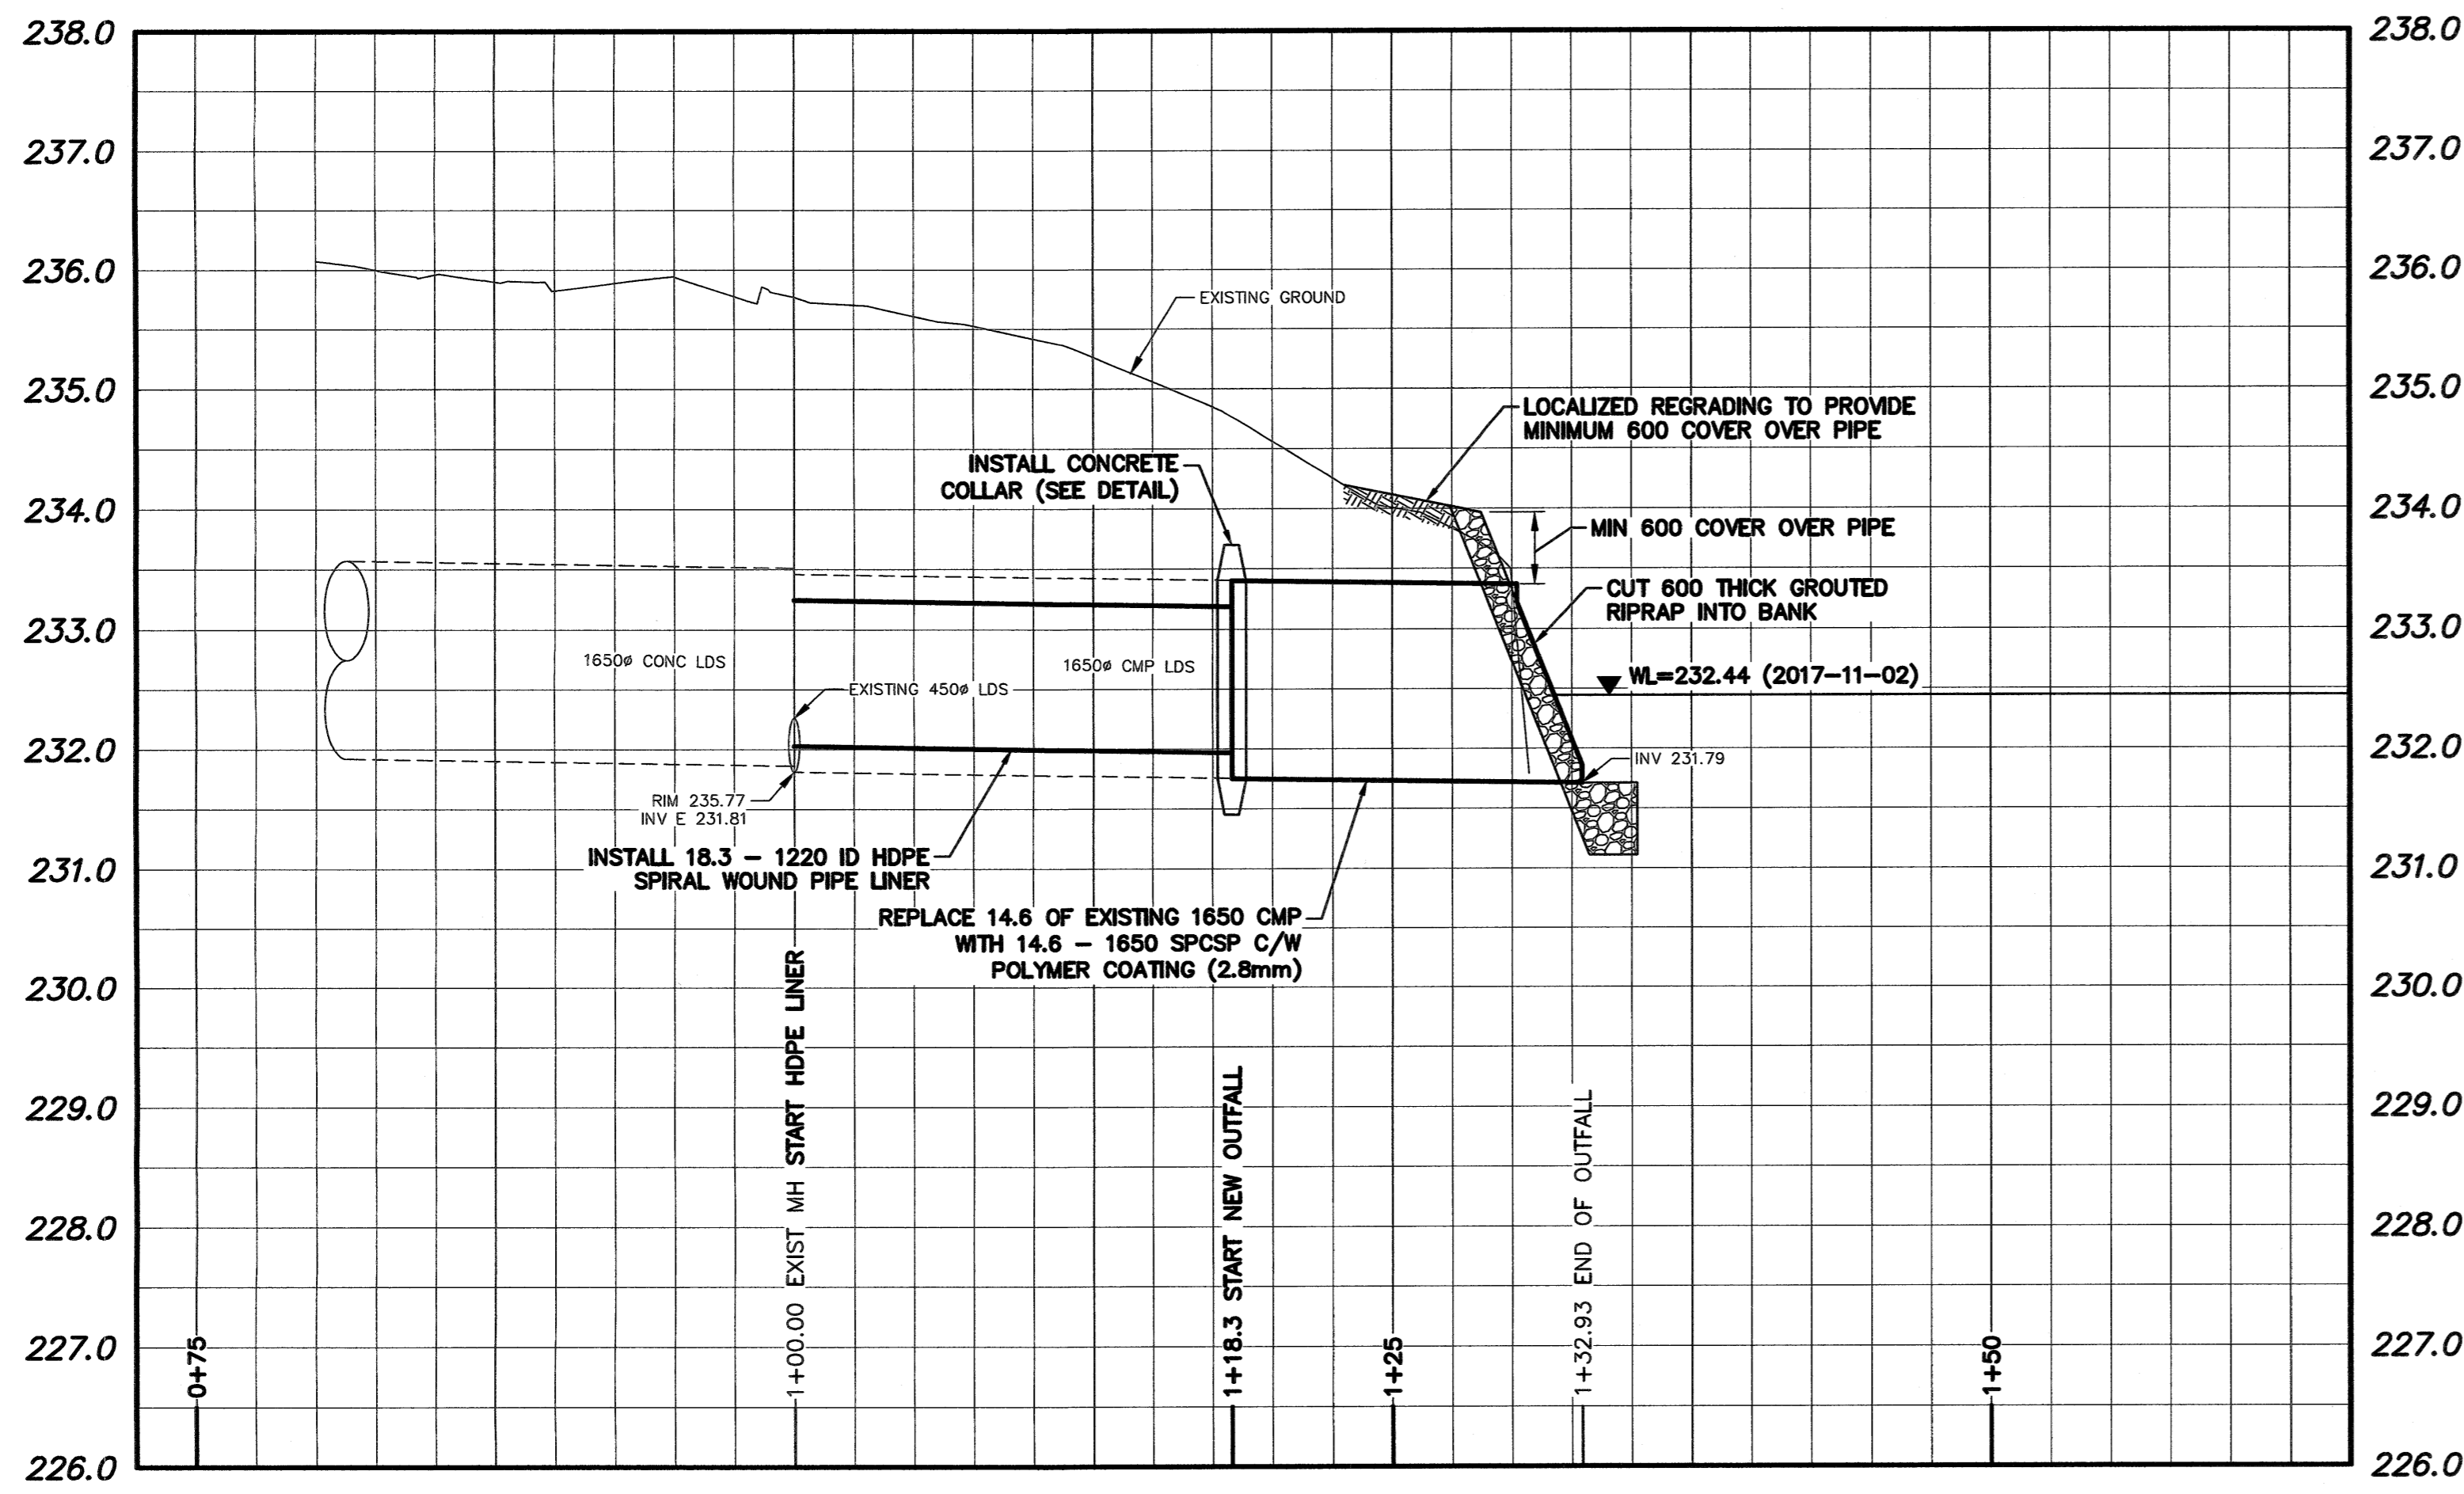 238.0 238.0
237.0 237.0
236.0 236.0
EXISTING GROUND
235.0 235.0
LOCALIZED REGRADING TO PROVIDE
MINIMUM 600 COVER OVER PIPE
INSTALL CONCRETE
COLLAR (SEE DETAIL)
234.0 234.0
MIN 600 COVER OVER PIPE
CUT 600 THICK GROUTED
RIPRAP INTO BANK
233.0 233.0
1650ø CONC LDS
1650ø CMP LDS
WL=232.44 (2017-11-02)
EXISTING 450ø LDS
232.0 232.0
INV 231.79
RIM 235.77
INV E 231.81
INSTALL 18.3 - 1220 ID HDPE
SPIRAL WOUND PIPE LINER
231.0 231.0
REPLACE 14.6 OF EXISTING 1650 CMP
WITH 14.6 - 1650 SPCSP C/W
POLYMER COATING (2.8mm)
230.0 230.0
229.0 229.0
228.0 228.0
227.0 227.0
0+75
1+00.00 EXIST MH START HDPE LINER
1+18.3 START NEW OUTFALL
1+25
1+32.93 END OF OUTFALL
1+50
226.0 226.0